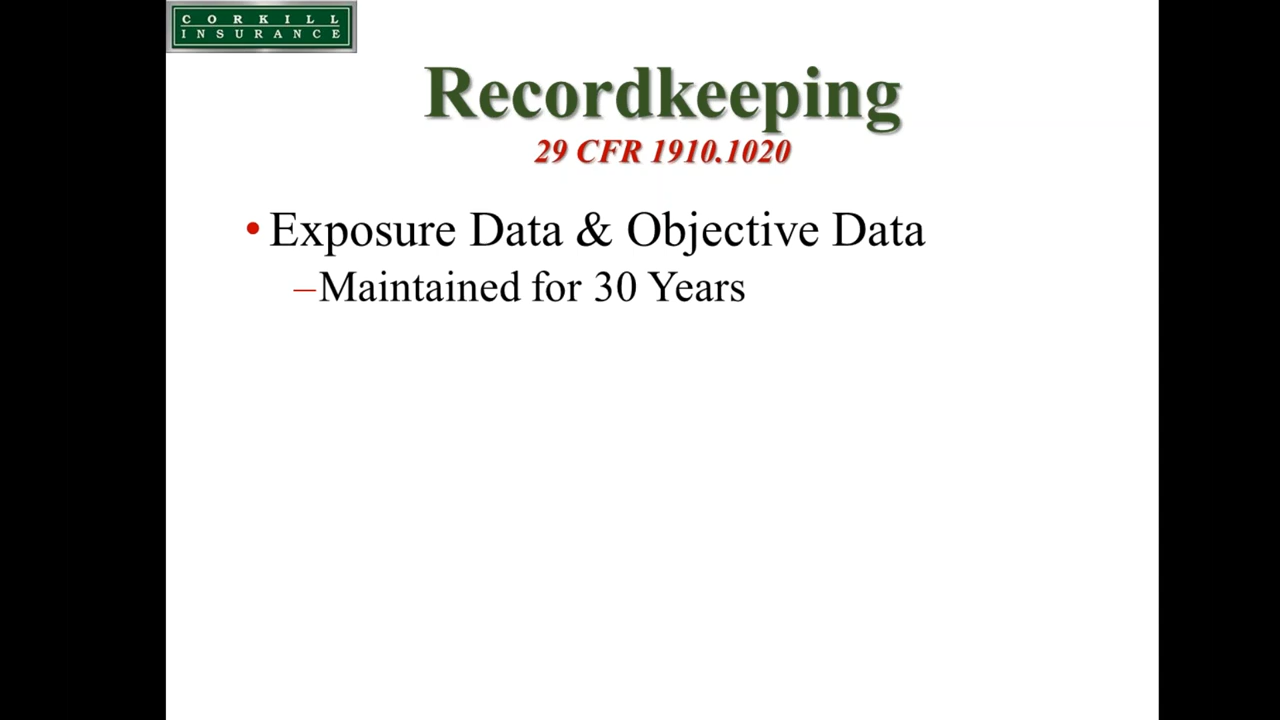 CORKILL
INSURANCE
Recordkeeping
29 CFR 1910.1020
• Exposure Data & Objective Data
–Maintained for 30 Years